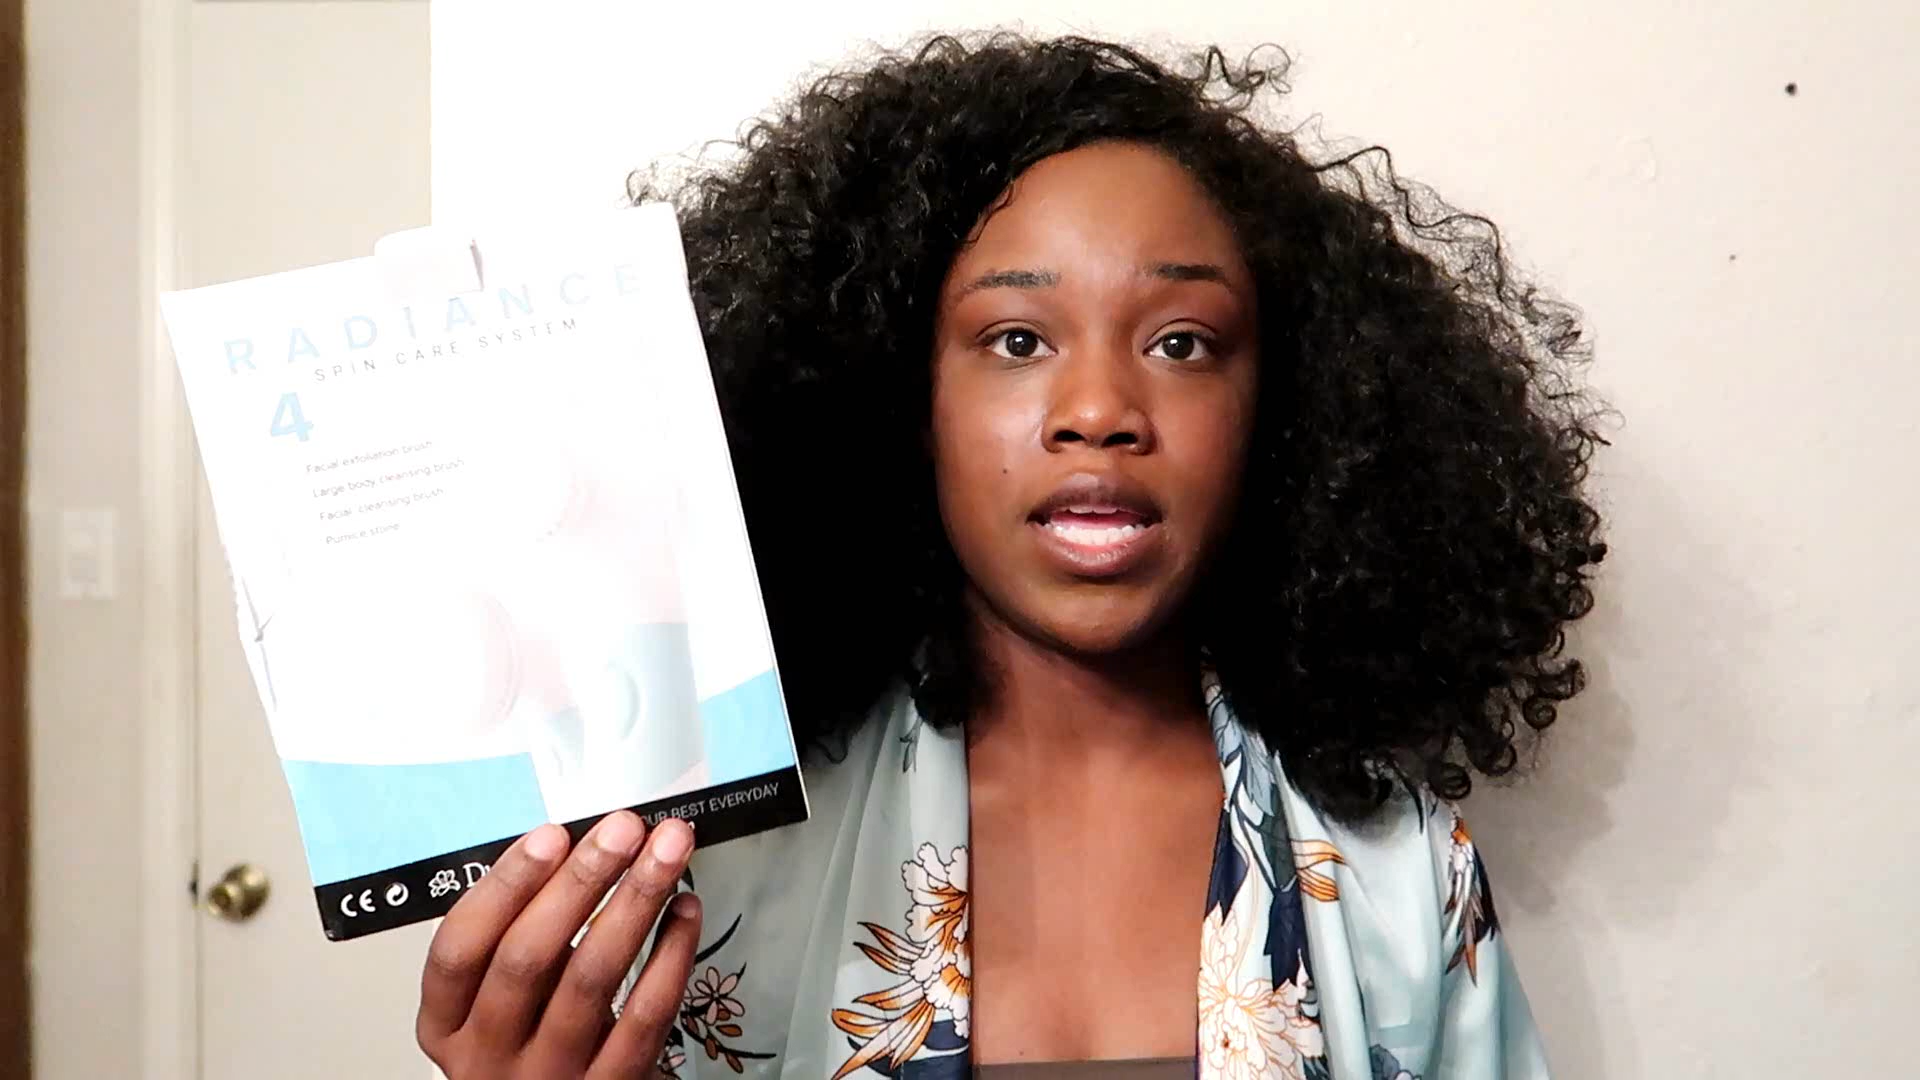 RADIANCE
SPIN CARE SYSTEM
4
Facial exfoliation brush
Large body cleansing brush
Facial cleansing brush
Pumice stone
BEST EVERYDAY
CE